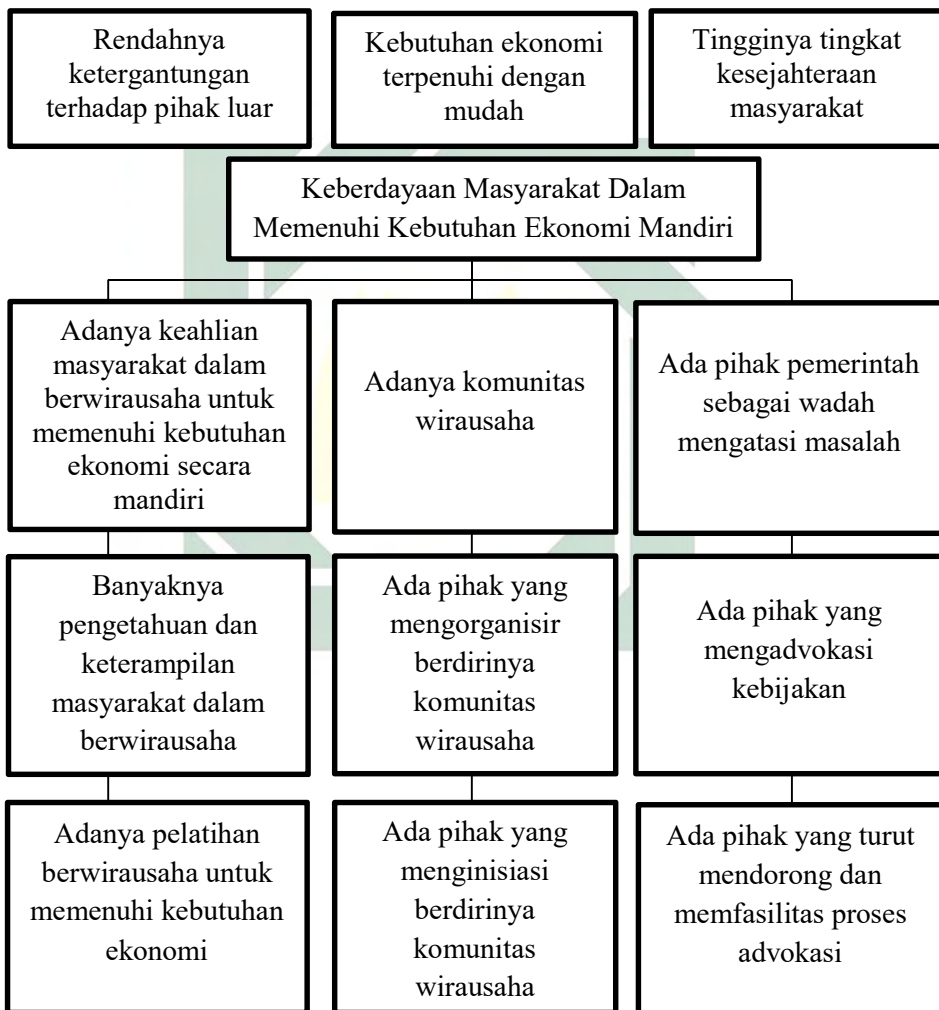 Rendahnya
ketergantungan
terhadap pihak luar
Kebutuhan ekonomi
terpenuhi dengan
mudah
Tingginya tingkat
kesejahteraan
masyarakat
Keberdayaan Masyarakat Dalam
Memenuhi Kebutuhan Ekonomi Mandiri
Adanya keahlian
masyarakat dalam
berwirausaha untuk
memenuhi kebutuhan
ekonomi secara
mandiri
Adanya komunitas
wirausaha
Ada pihak pemerintah
sebagai wadah
mengatasi masalah
Banyaknya
pengetahuan dan
keterampilan
masyarakat dalam
berwirausaha
Ada pihak yang
mengorganisir
berdirinya
komunitas
wirausaha
Ada pihak yang
mengadvokasi
kebijakan
Adanya pelatihan
berwirausaha untuk
memenuhi kebutuhan
ekonomi
Ada pihak yang
menginisiasi
berdirinya
komunitas
wirausaha
Ada pihak yang turut
mendorong dan
memfasilitas proses
advokasi